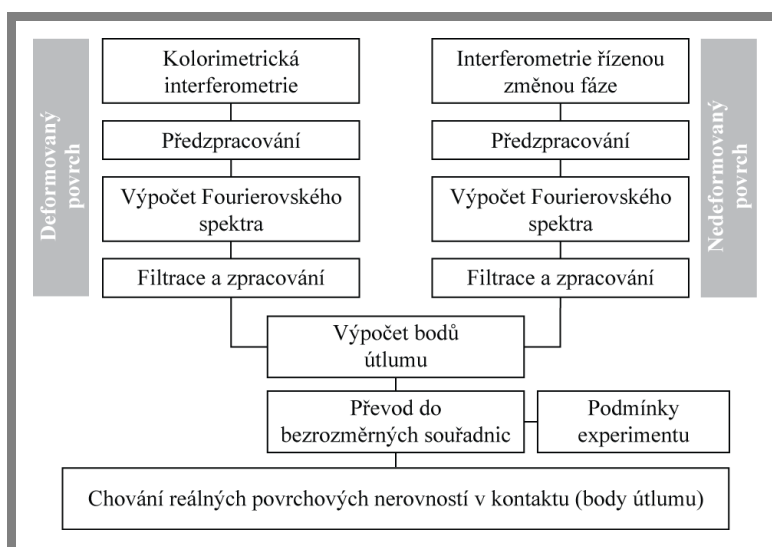 Deformovaný
povrch
Kolorimetrická
interferometrie
Předzpracování
Výpočet Fourierovského
spektra
Filtrace a zpracování
Interferometrie řízenou
změnou fáze
Předzpracování
Výpočet Fourierovského
spektra
Filtrace a zpracování
Nedeformovaný
povrch
Výpočet bodů
útlumu
Převod do
bezrozměrných souřadnic
Podmínky
experimentu
Chování reálných povrchových nerovností v kontaktu (body útlumu)